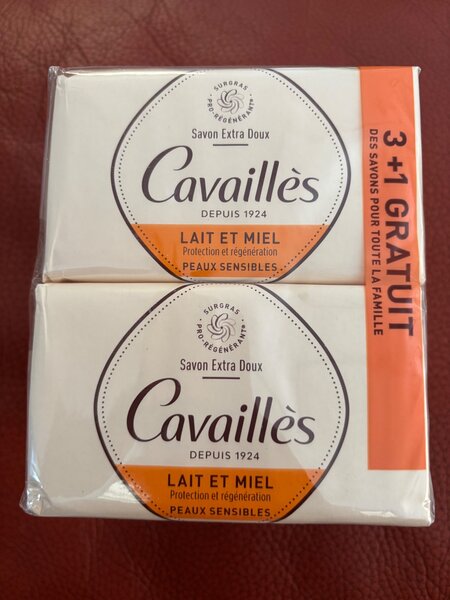 SURGRAS
PRO-RÉGÉNÉRANT®
Savon Extra Doux
Cavaillès
DEPUIS 1924
LAIT ET MIEL
Protection et régénération
PEAUX SENSIBLES
3 +1 GRATUIT
DES SAVONS POUR TOUTE LA FAMILLE
SURGRAS
PRO-RÉGÉNÉRANT®
Savon Extra Doux
Cavaillès
DEPUIS 1924
LAIT ET MIEL
Protection et régénération
PEAUX SENSIBLES